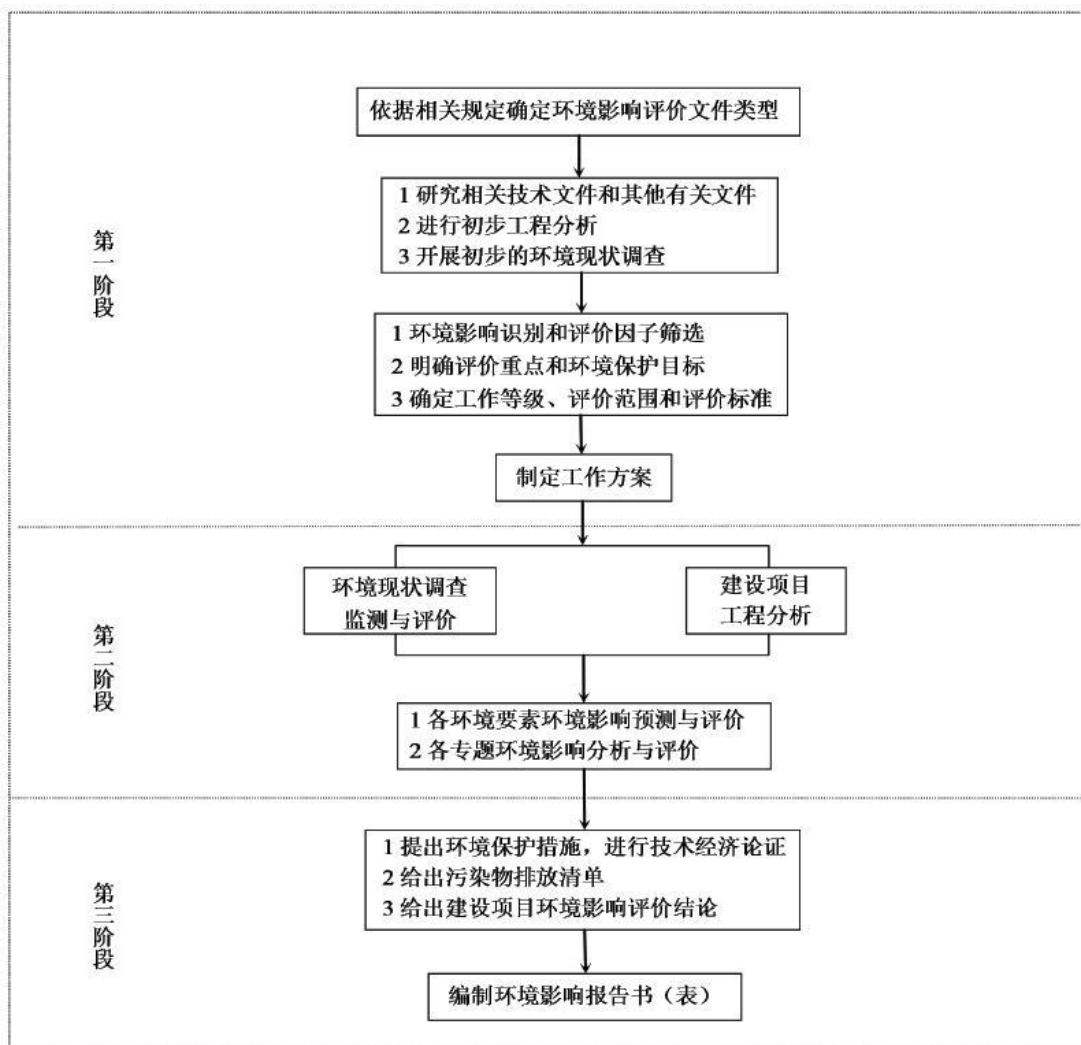 依据相关规定确定环境影响评价文件类型
1 研究相关技术文件和其他有关文件
2 进行初步工程分析
3 开展初步的环境现状调查
第一阶段
1 环境影响识别和评价因子筛选
2 明确评价重点和环境保护目标
3 确定工作等级、评价范围和评价标准
制定工作方案
环境现状调查
监测与评价
建设项目
工程分析
第二阶段
1 各环境要素环境影响预测与评价
2 各专题环境影响分析与评价
1 提出环境保护措施，进行技术经济论证
2 给出污染物排放清单
3 给出建设项目环境影响评价结论
第三阶段
编制环境影响报告书（表）